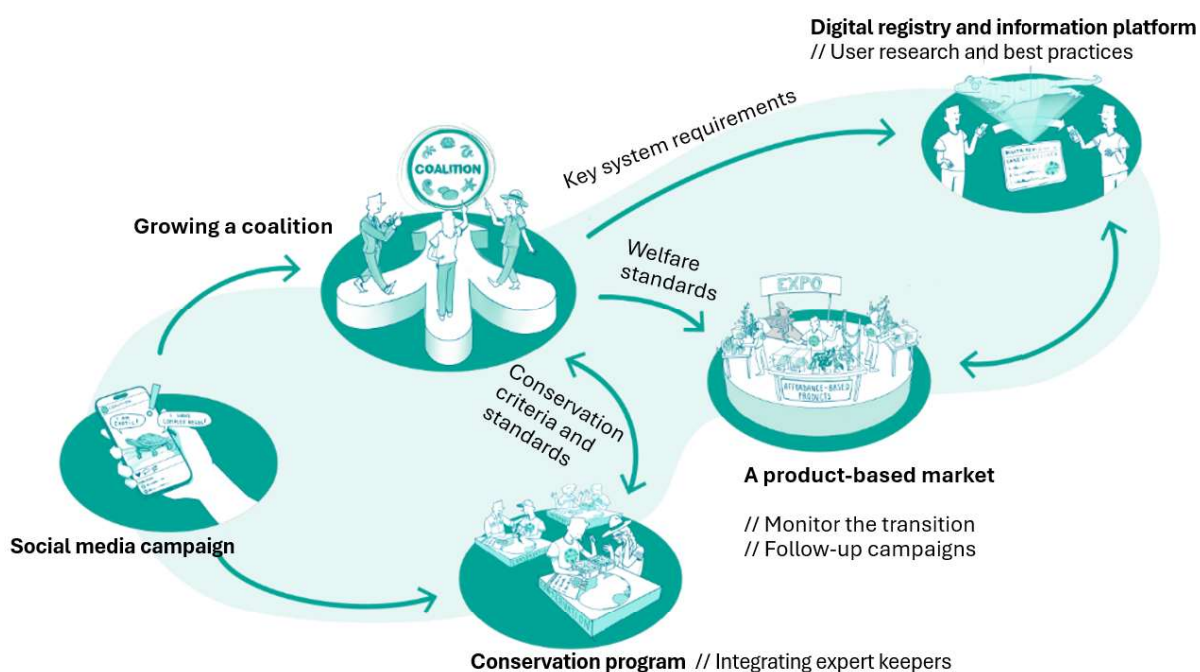 Digital registry and information platform
// User research and best practices
Key system requirements
COALITION
Growing a coalition
Welfare
standards
EXPO
AFFORDANCE-BASED
PRODUCTS
Conservation
criteria and
standards
A product-based market
// Monitor the transition
// Follow-up campaigns
Social media campaign
Conservation program // Integrating expert keepers